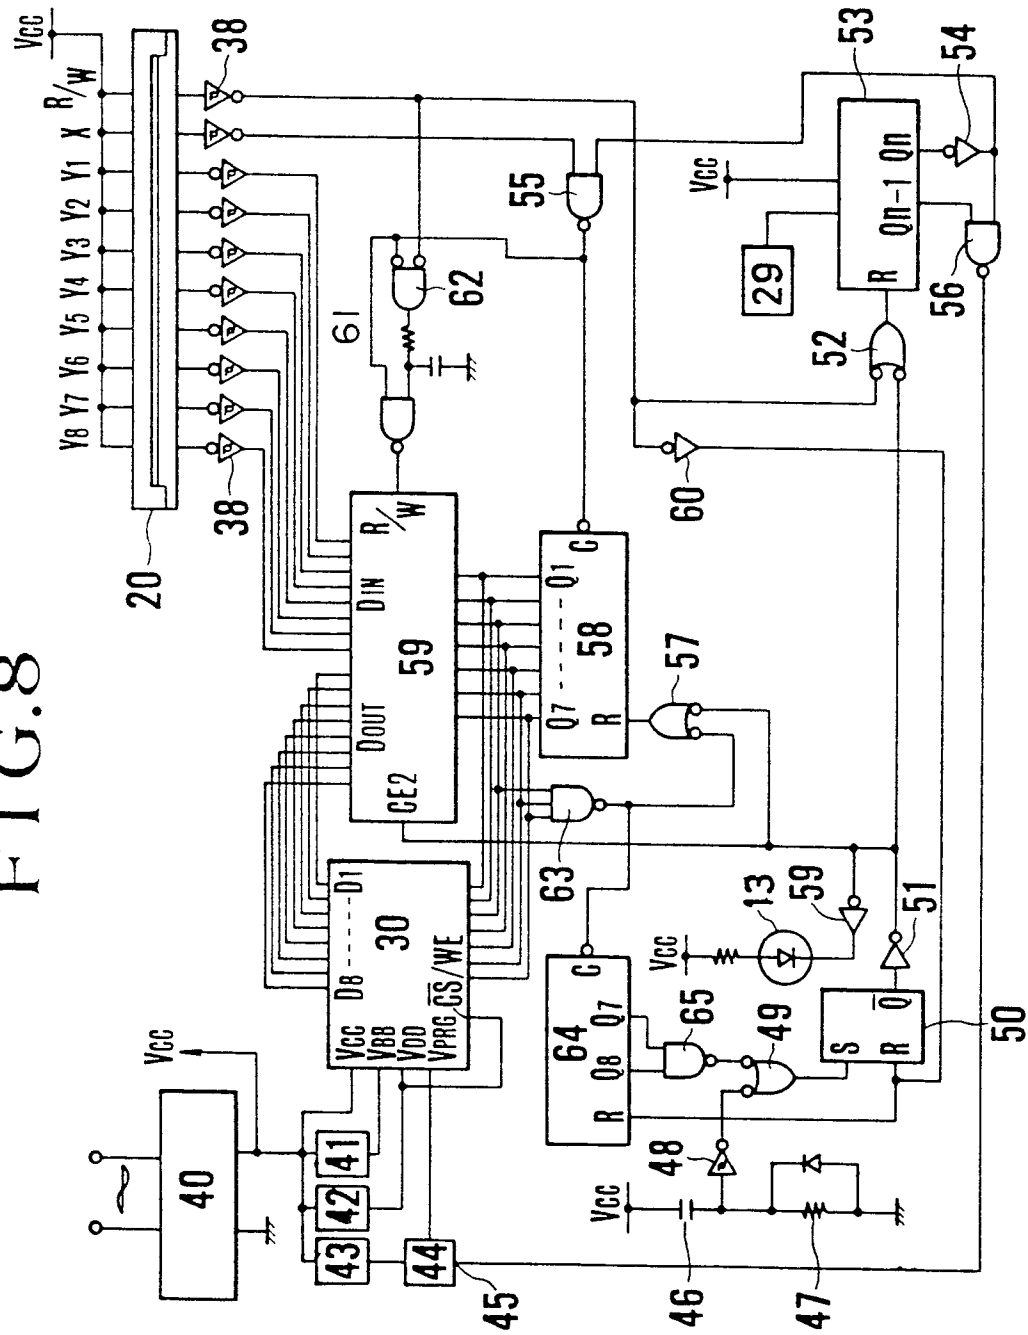 FIG.8
20
Y8 Y7 Y6 Y5 Y4 Y3 Y2 Y1 X R/W
VCC
38
38
61
62
55
DIN
R/W
59
DOUT
CE2
D8 ---- D1
30
VCC
VBB
VDD
VPRG
CS/WE
VCC
40
41
42
43
44
45
Q7 ---- Q1
C
58
R
57
63
60
VCC
29
53
Qn-1 Qn
R
52
54
56
64
C
Q8 Q7
R
65
49
VCC
13
59
51
S
Q
R
50
48
VCC
46
47